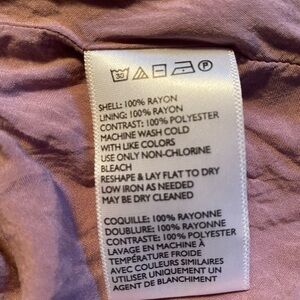 30 P
SHELL: 100% RAYON
LINING: 100% RAYON
CONTRAST: 100% POLYESTER
MACHINE WASH COLD
WITH LIKE COLORS
USE ONLY NON-CHLORINE
BLEACH
RESHAPE & LAY FLAT TO DRY
LOW IRON AS NEEDED
MAY BE DRY CLEANED
COQUILLE: 100% RAYONNE
DOUBLURE: 100% RAYONNE
CONTRASTE: 100% POLYESTER
LAVAGE EN MACHINE À
TEMPÉRATURE FROIDE
AVEC COULEURS SIMILAIRES
UTILISER UNIQUEMENT UN
AGENT DE BLANCHIMENT